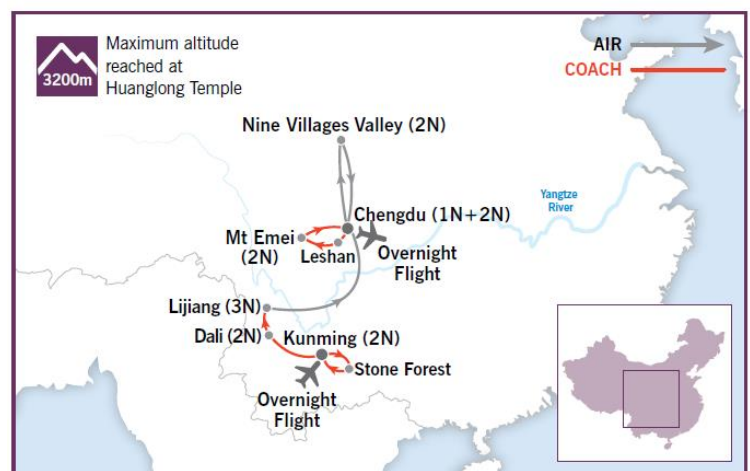 Maximum altitude
reached at
Huanglong Temple
3200m
AIR
COACH
Nine Villages Valley (2N)
Yangtze
River
Chengdu (1N+2N)
Mt Emei
(2N)
Leshan
Overnight
Flight
Lijiang (3N)
Dali (2N)
Kunming (2N)
Stone Forest
Overnight
Flight